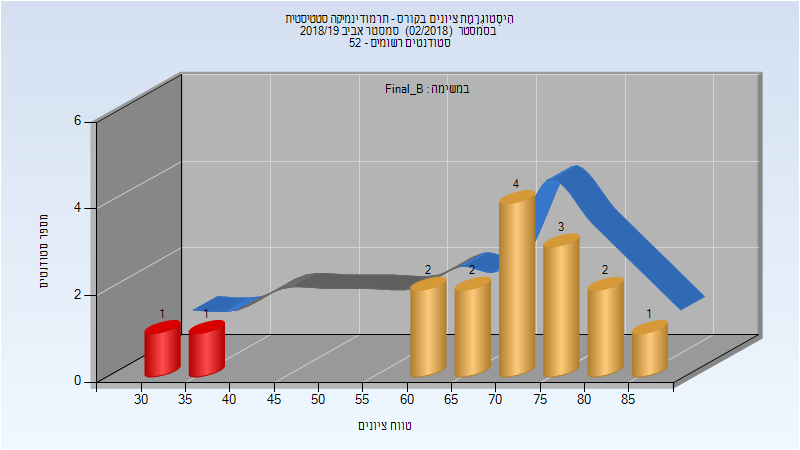 היסטוגרמת ציונים בקורס - תרמודינמיקה סטטיסטית
בסמסטר (02/2018) סמסטר אביב 2018/19
סטודנטים רשומים - 52
במשימה : Final_B
מספר סטודנטים
6
4
2
0
1
1
2
2
4
3
2
1
30 35 40 45 50 55 60 65 70 75 80 85
טווח ציונים